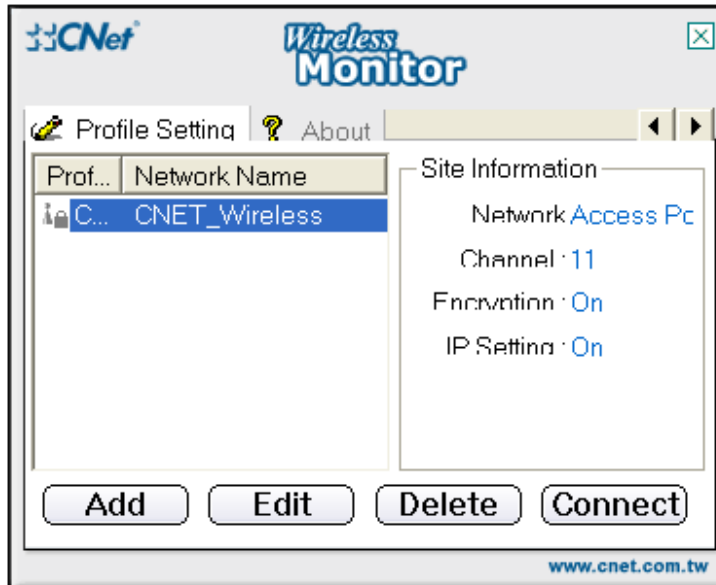 CNet
Wireless
Monitor
Profile Setting
About
Prof... Network Name
C... CNET_Wireless
Site Information
Network Access Pc
Channel : 11
Encryption : On
IP Setting : On
Add Edit Delete Connect
www.cnet.com.tw